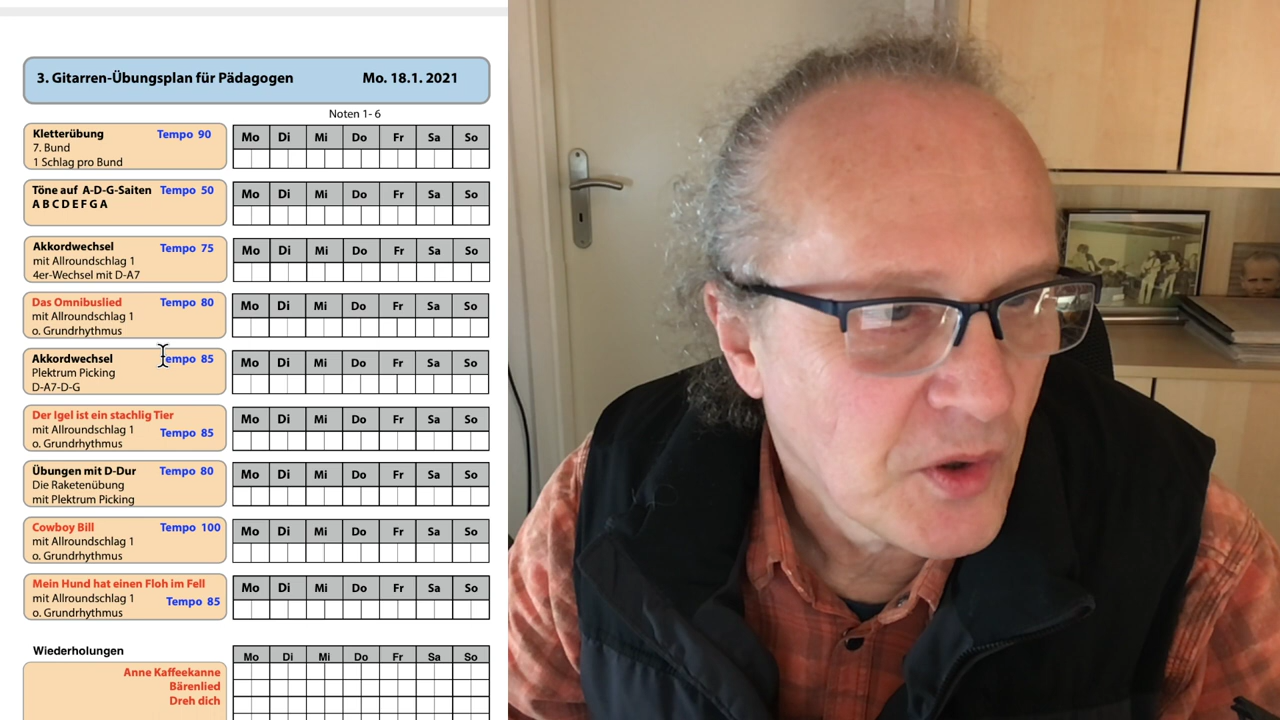 3. Gitarren-Übungsplan für Pädagogen Mo. 18.1. 2021
Noten 1- 6
Kletterübung Tempo 90
7. Bund
1 Schlag pro Bund
Mo Di Mi Do Fr Sa So
Töne auf A-D-G-Saiten Tempo 50
A B C D E F G A
Mo Di Mi Do Fr Sa So
Akkordwechsel Tempo 75
mit Allroundschlag 1
4er-Wechsel mit D-A7
Mo Di Mi Do Fr Sa So
Das Omnibuslied Tempo 80
mit Allroundschlag 1
o. Grundrhythmus
Mo Di Mi Do Fr Sa So
Akkordwechsel Tempo 85
Plektrum Picking
D-A7-D-G
Mo Di Mi Do Fr Sa So
Der Igel ist ein stachlig Tier
mit Allroundschlag 1 Tempo 85
o. Grundrhythmus
Mo Di Mi Do Fr Sa So
Übungen mit D-Dur Tempo 80
Die Raketenübung
mit Plektrum Picking
Mo Di Mi Do Fr Sa So
Cowboy Bill Tempo 100
mit Allroundschlag 1
o. Grundrhythmus
Mo Di Mi Do Fr Sa So
Mein Hund hat einen Floh im Fell
mit Allroundschlag 1 Tempo 85
o. Grundrhythmus
Mo Di Mi Do Fr Sa So
Wiederholungen
Mo Di Mi Do Fr Sa So
Anne Kaffeekanne
Bärenlied
Dreh dich